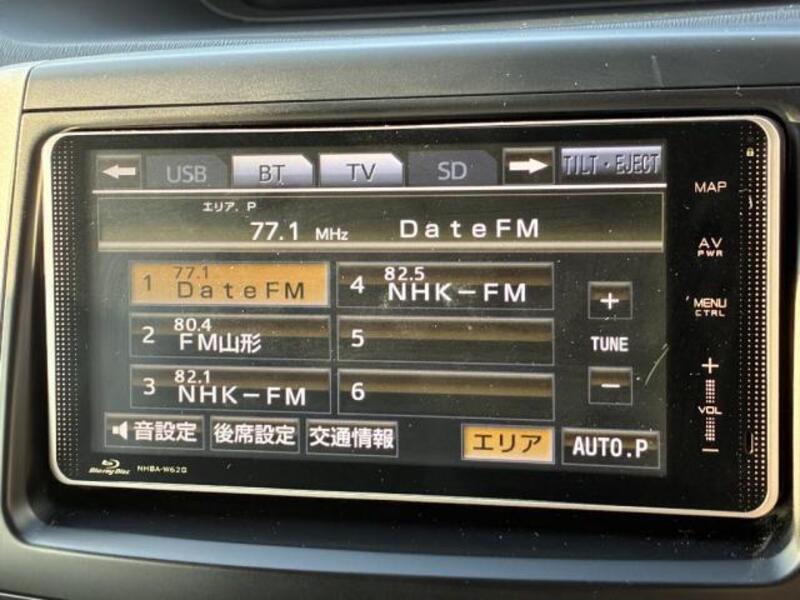 USB BT TV SD TILT・EJECT
エリア. P
77.1 MHz DateFM
1 77.1 DateFM
4 82.5 NHK-FM
2 80.4 FM山形
5
3 82.1 NHK-FM
6
+
TUNE
-
音設定 後席設定 交通情報 エリア AUTO.P
MAP
AV
PWR
MENU
CTRL
+
VOL
-
Blu-ray Disc NHBA-W62G